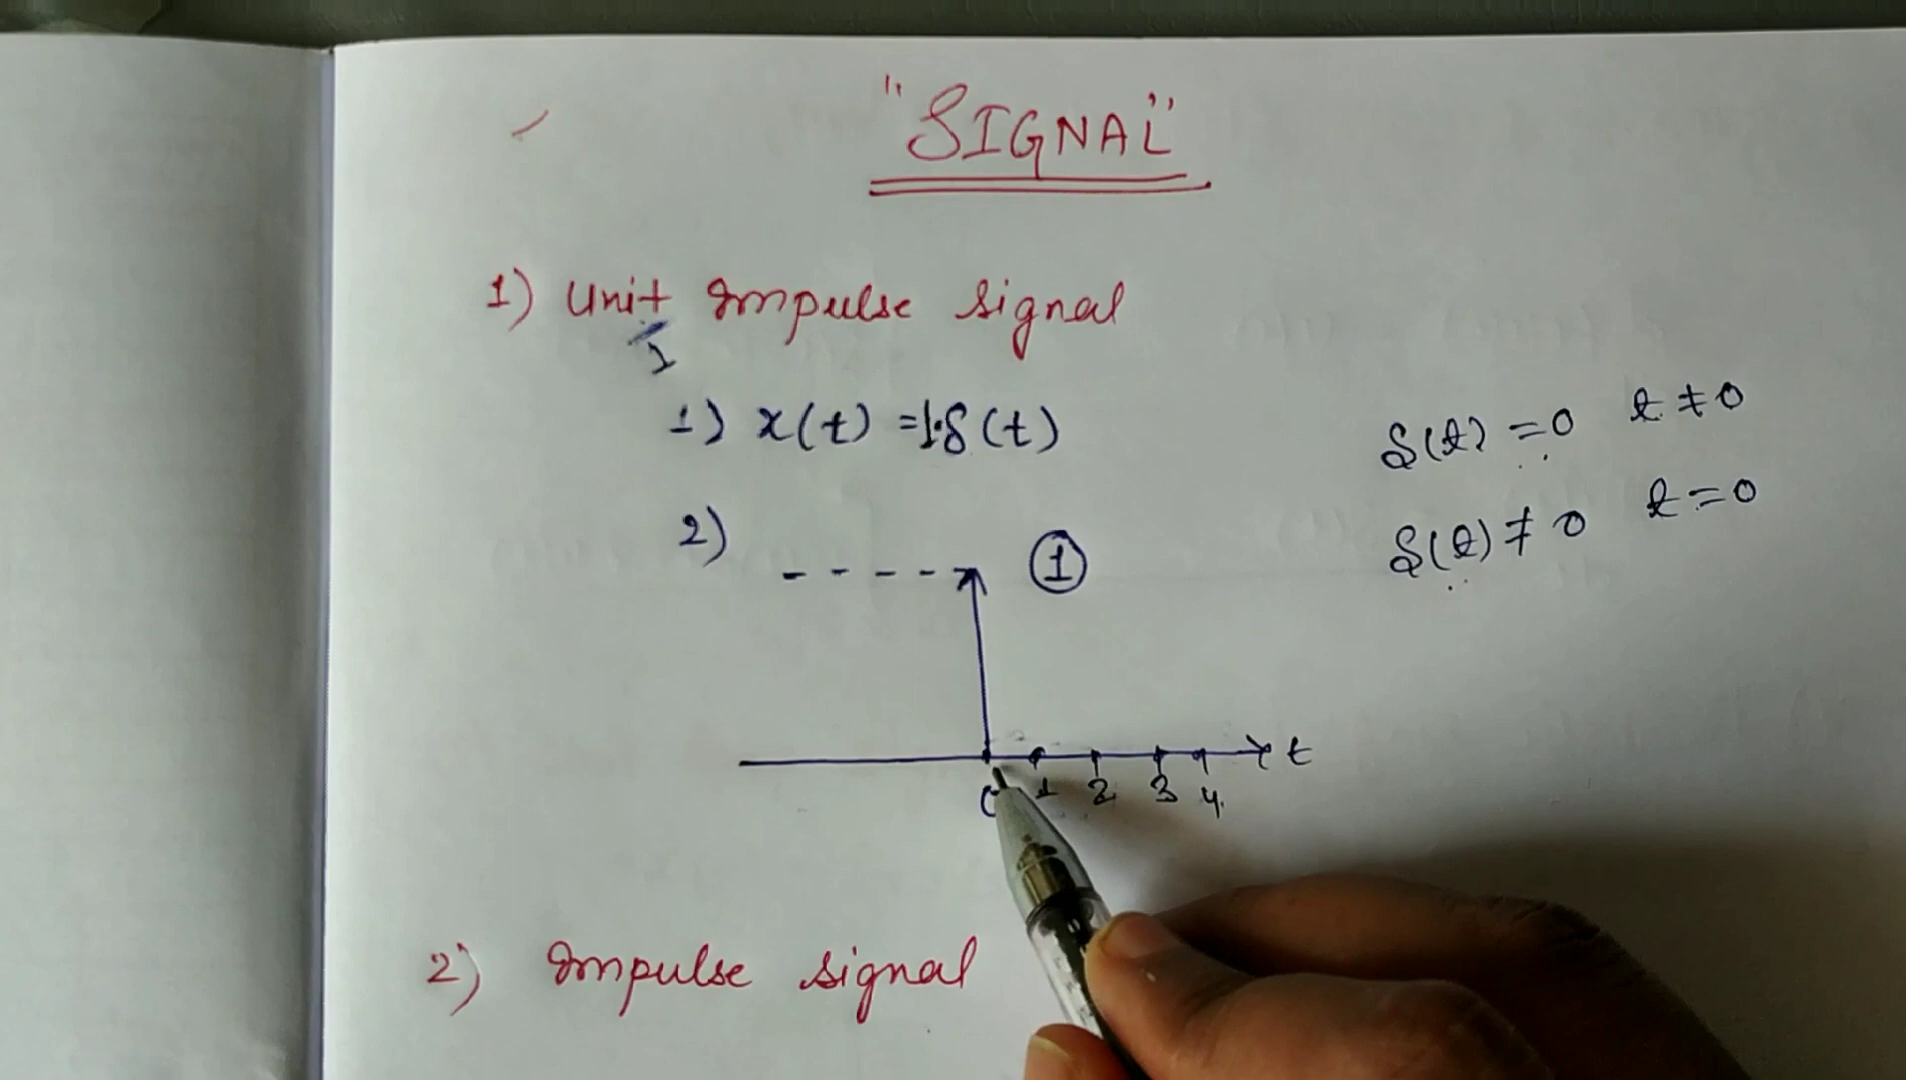 "SIGNAL"
1) Unit Impulse signal
1
1) x(t) = 1·δ(t)
δ(t) = 0 t ≠ 0
δ(t) ≠ 0 t = 0
2)
1
t
0 1 2 3 4
2) Impulse signal